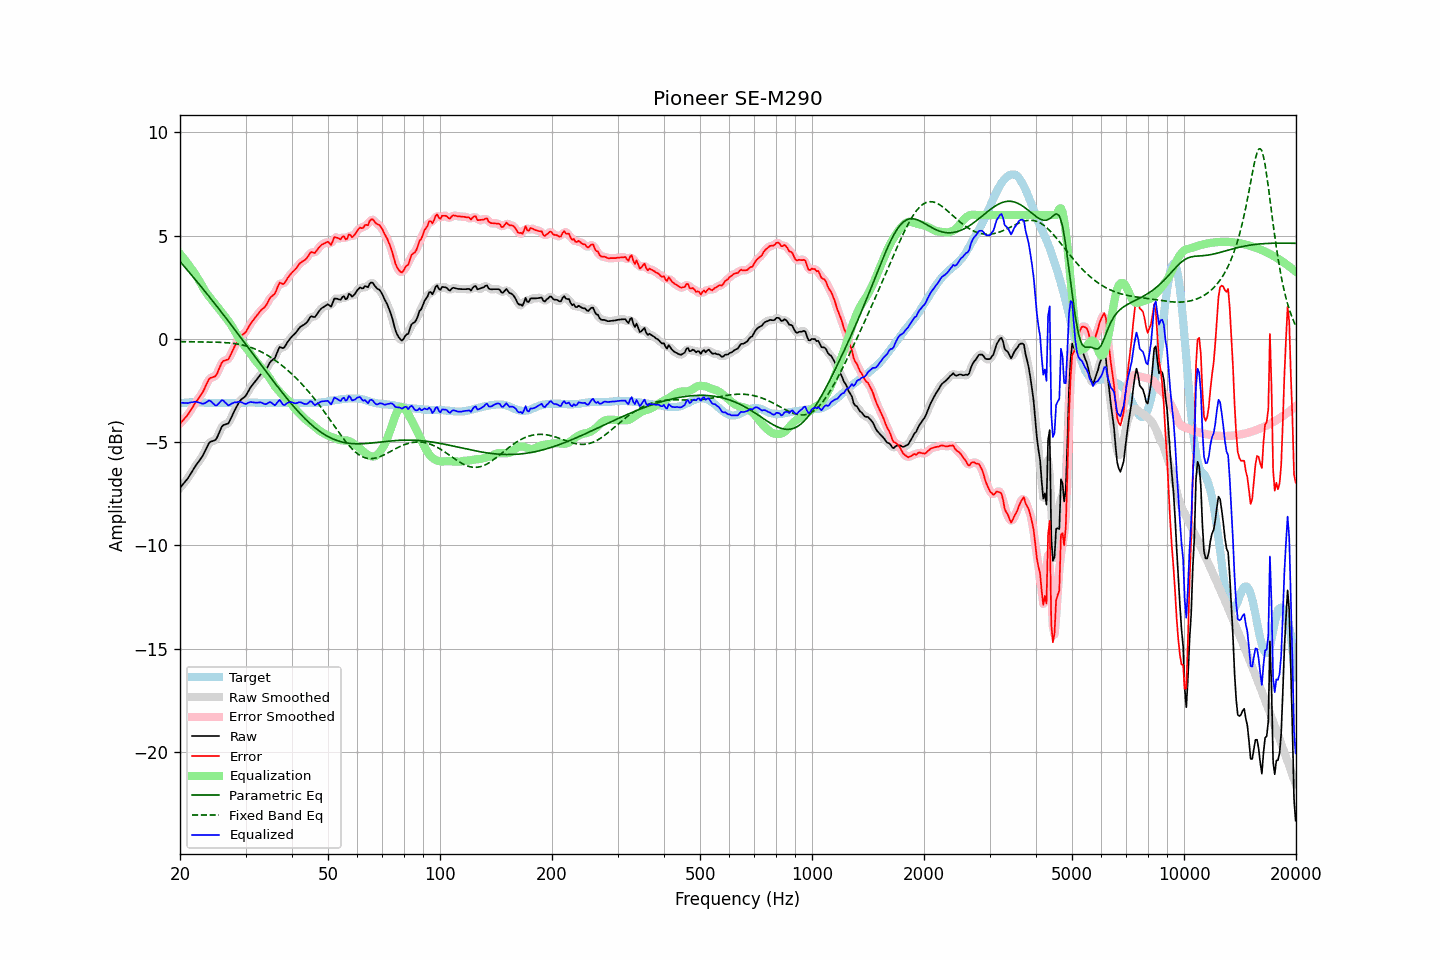 Pioneer SE-M290
Amplitude (dBr)
10
5
0
−5
−10
−15
−20
Target
Raw Smoothed
Error Smoothed
Raw
Error
Equalization
Parametric Eq
Fixed Band Eq
Equalized
20 50 100 200 500 1000 2000 5000 10000 20000
Frequency (Hz)